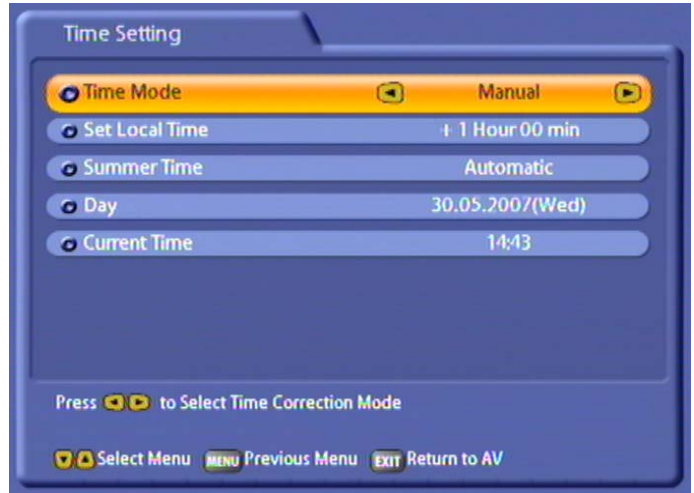 Time Setting
Time Mode Manual
Set Local Time + 1 Hour 00 min
Summer Time Automatic
Day 30.05.2007(Wed)
Current Time 14:43
Press to Select Time Correction Mode
Select Menu MENU Previous Menu EXIT Return to AV